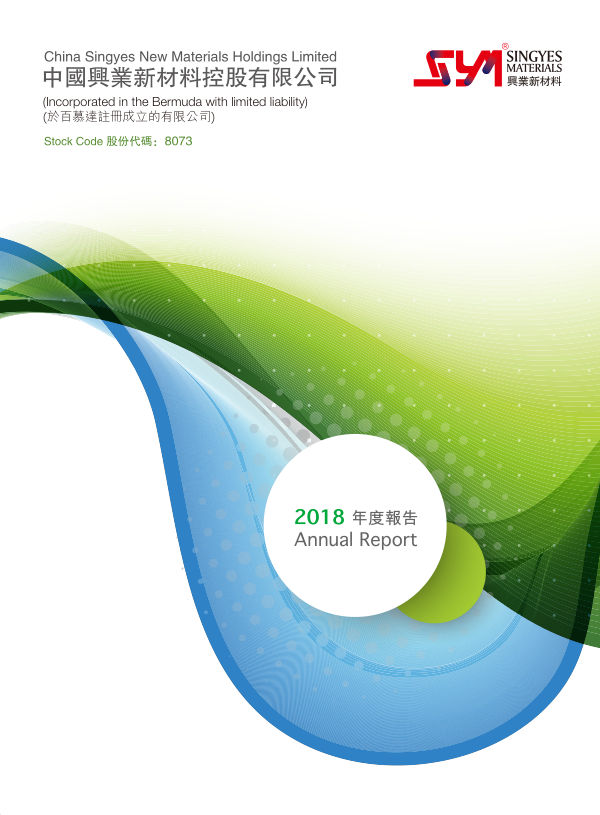 China Singyes New Materials Holdings Limited
中國興業新材料控股有限公司
(Incorporated in the Bermuda with limited liability)
(於百慕達註冊成立的有限公司)
Stock Code 股份代碼：8073
SYM®
SINGYES
MATERIALS
興業新材料
2018 年度報告
Annual Report